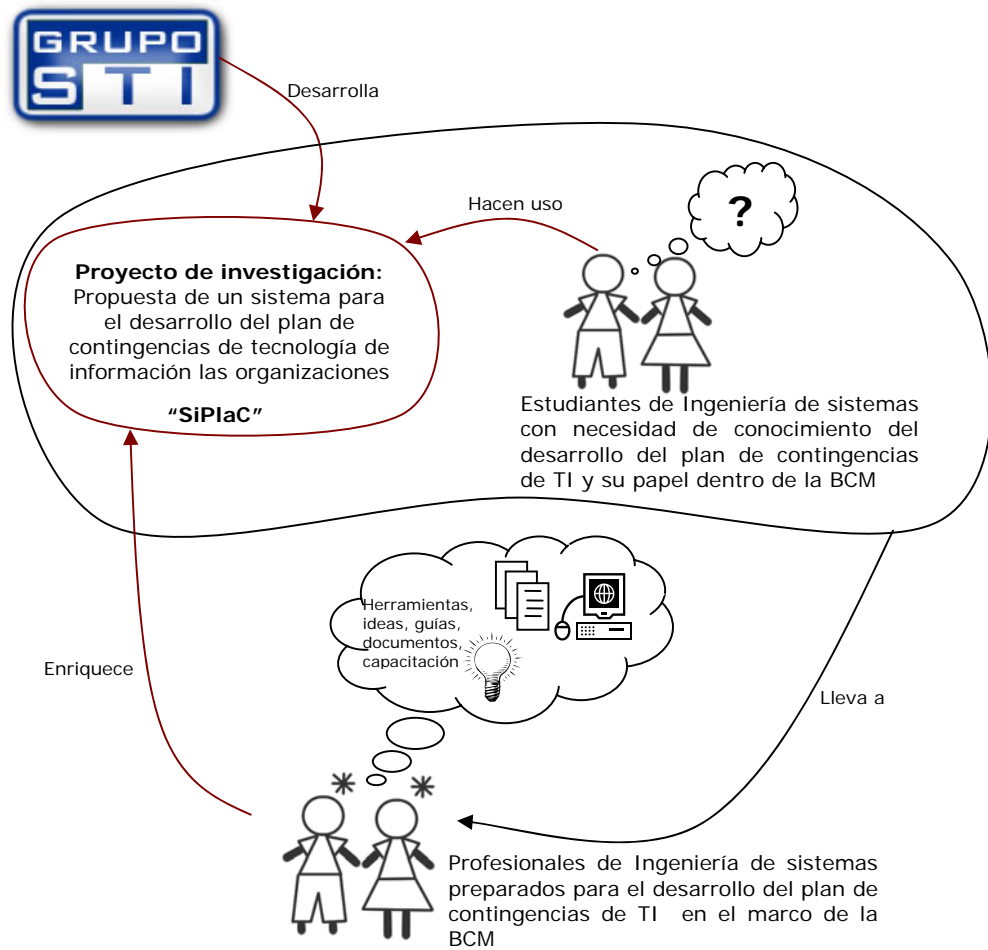 GRUPO
STI
Desarrolla
Hacen uso
?
Proyecto de investigación:
Propuesta de un sistema para
el desarrollo del plan de
contingencias de tecnología de
información las organizaciones
“SiPlaC”
Estudiantes de Ingeniería de sistemas
con necesidad de conocimiento del
desarrollo del plan de contingencias
de TI y su papel dentro de la BCM
Herramientas,
ideas, guías,
documentos,
capacitación
Enriquece
Lleva a
Profesionales de Ingeniería de sistemas
preparados para el desarrollo del plan de
contingencias de TI en el marco de la
BCM